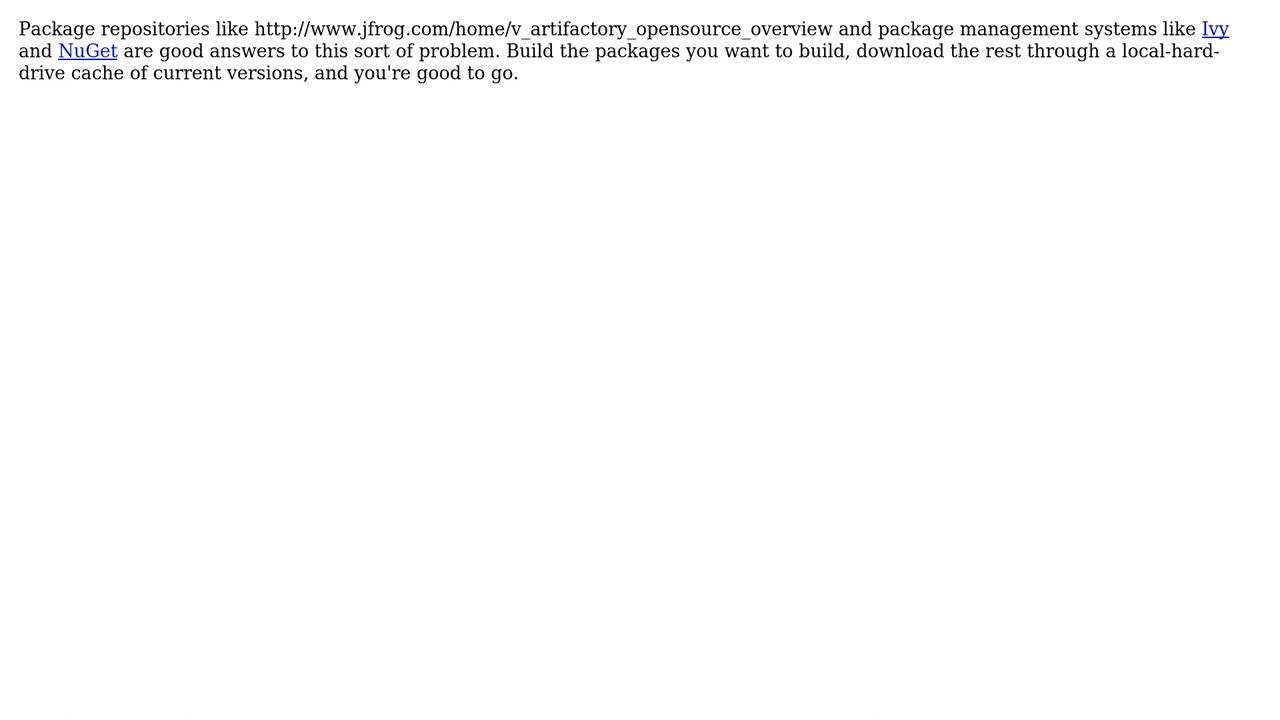 Package repositories like http://www.jfrog.com/home/v_artifactory_opensource_overview and package management systems like Ivy
and NuGet are good answers to this sort of problem. Build the packages you want to build, download the rest through a local-hard-
drive cache of current versions, and you're good to go.